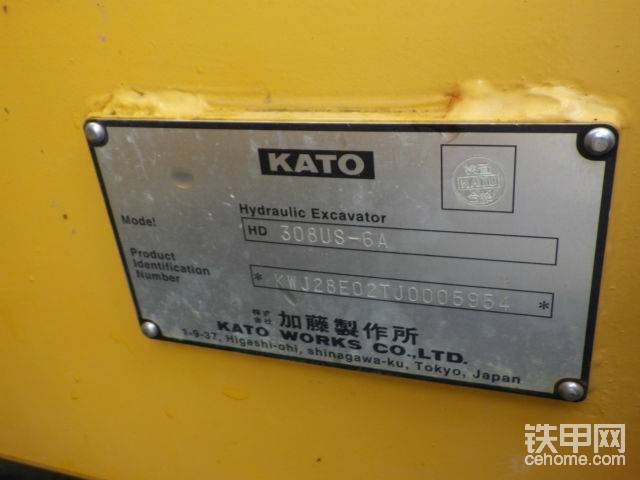 KATO
KATO
Hydraulic Excavator
Model
HD 308US-6A
Product
Identification
Number
* KWJ28E02TJ0005954 *
株式
会社
加藤製作所
KATO WORKS CO.,LTD.
1-9-37, Higashi-ohi, shinagawa-ku, Tokyo, Japan
铁甲网
cehome.com